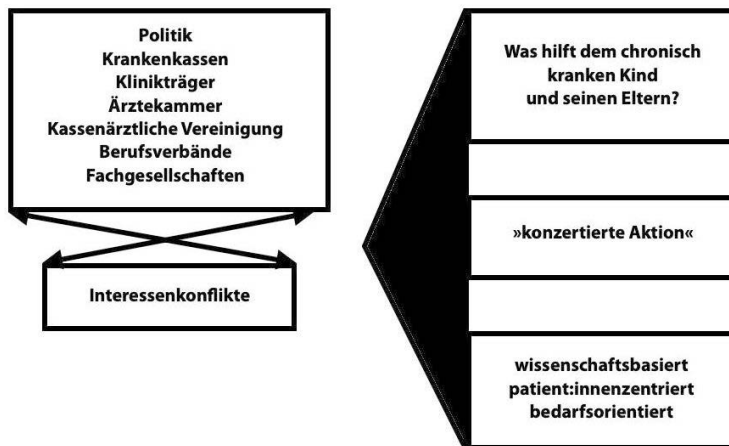 Politik
Krankenkassen
Klinikträger
Ärztekammer
Kassenärztliche Vereinigung
Berufsverbände
Fachgesellschaften
Interessenkonflikte
Was hilft dem chronisch
kranken Kind
und seinen Eltern?
»konzertierte Aktion«
wissenschaftsbasiert
patient:innenzentriert
bedarfsorientiert